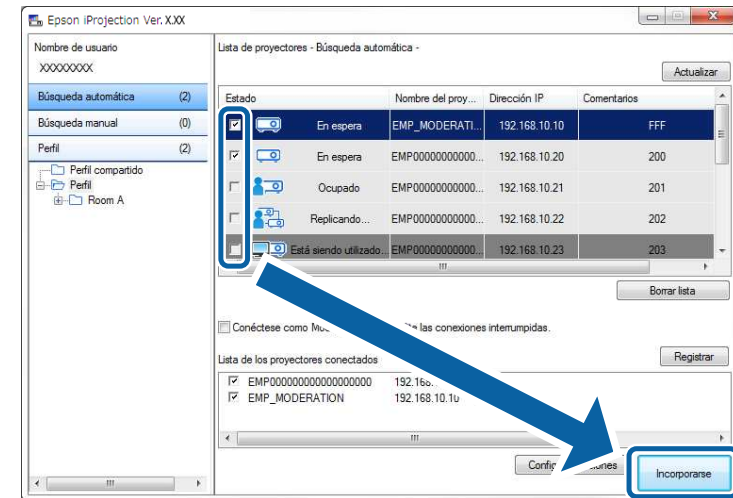 Epson iProjection Ver. X.XX
Nombre de usuario
XXXXXXXX
Búsqueda automática (2)
Búsqueda manual (0)
Perfil (2)
Perfil compartido
Perfil
Room A
Lista de proyectores - Búsqueda automática -
Actualizar
Estado Nombre del proy... Dirección IP Comentarios
En espera EMP_MODERATI... 192.168.10.10 FFF
En espera EMP00000000000... 192.168.10.20 200
Ocupado EMP00000000000... 192.168.10.21 201
Replicando... EMP00000000000... 192.168.10.22 202
Está siendo utilizado... EMP00000000000... 192.168.10.23 203
Borrar lista
Conéctese como las conexiones interrumpidas.
Lista de los proyectores conectados
Registrar
EMP000000000000000000 192.168.
EMP_MODERATION 192.168.10.10
Incorporarse